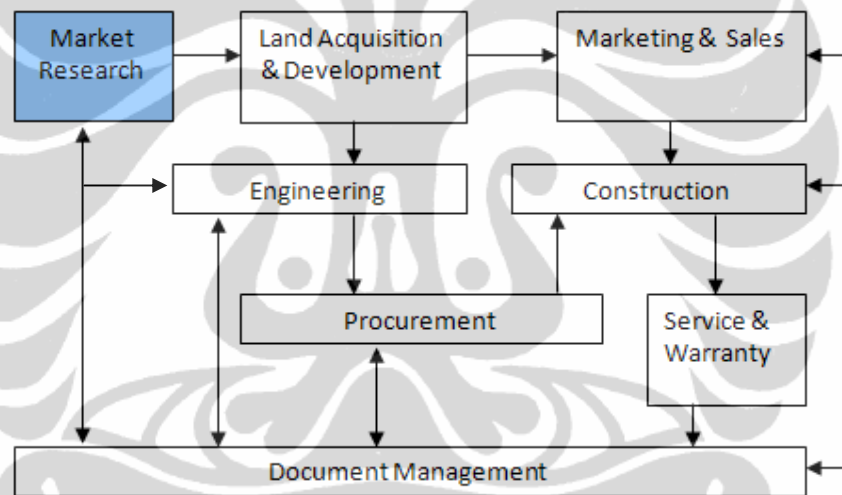 Market
Research
Land Acquisition
& Development
Marketing & Sales
Engineering
Construction
Procurement
Service &
Warranty
Document Management